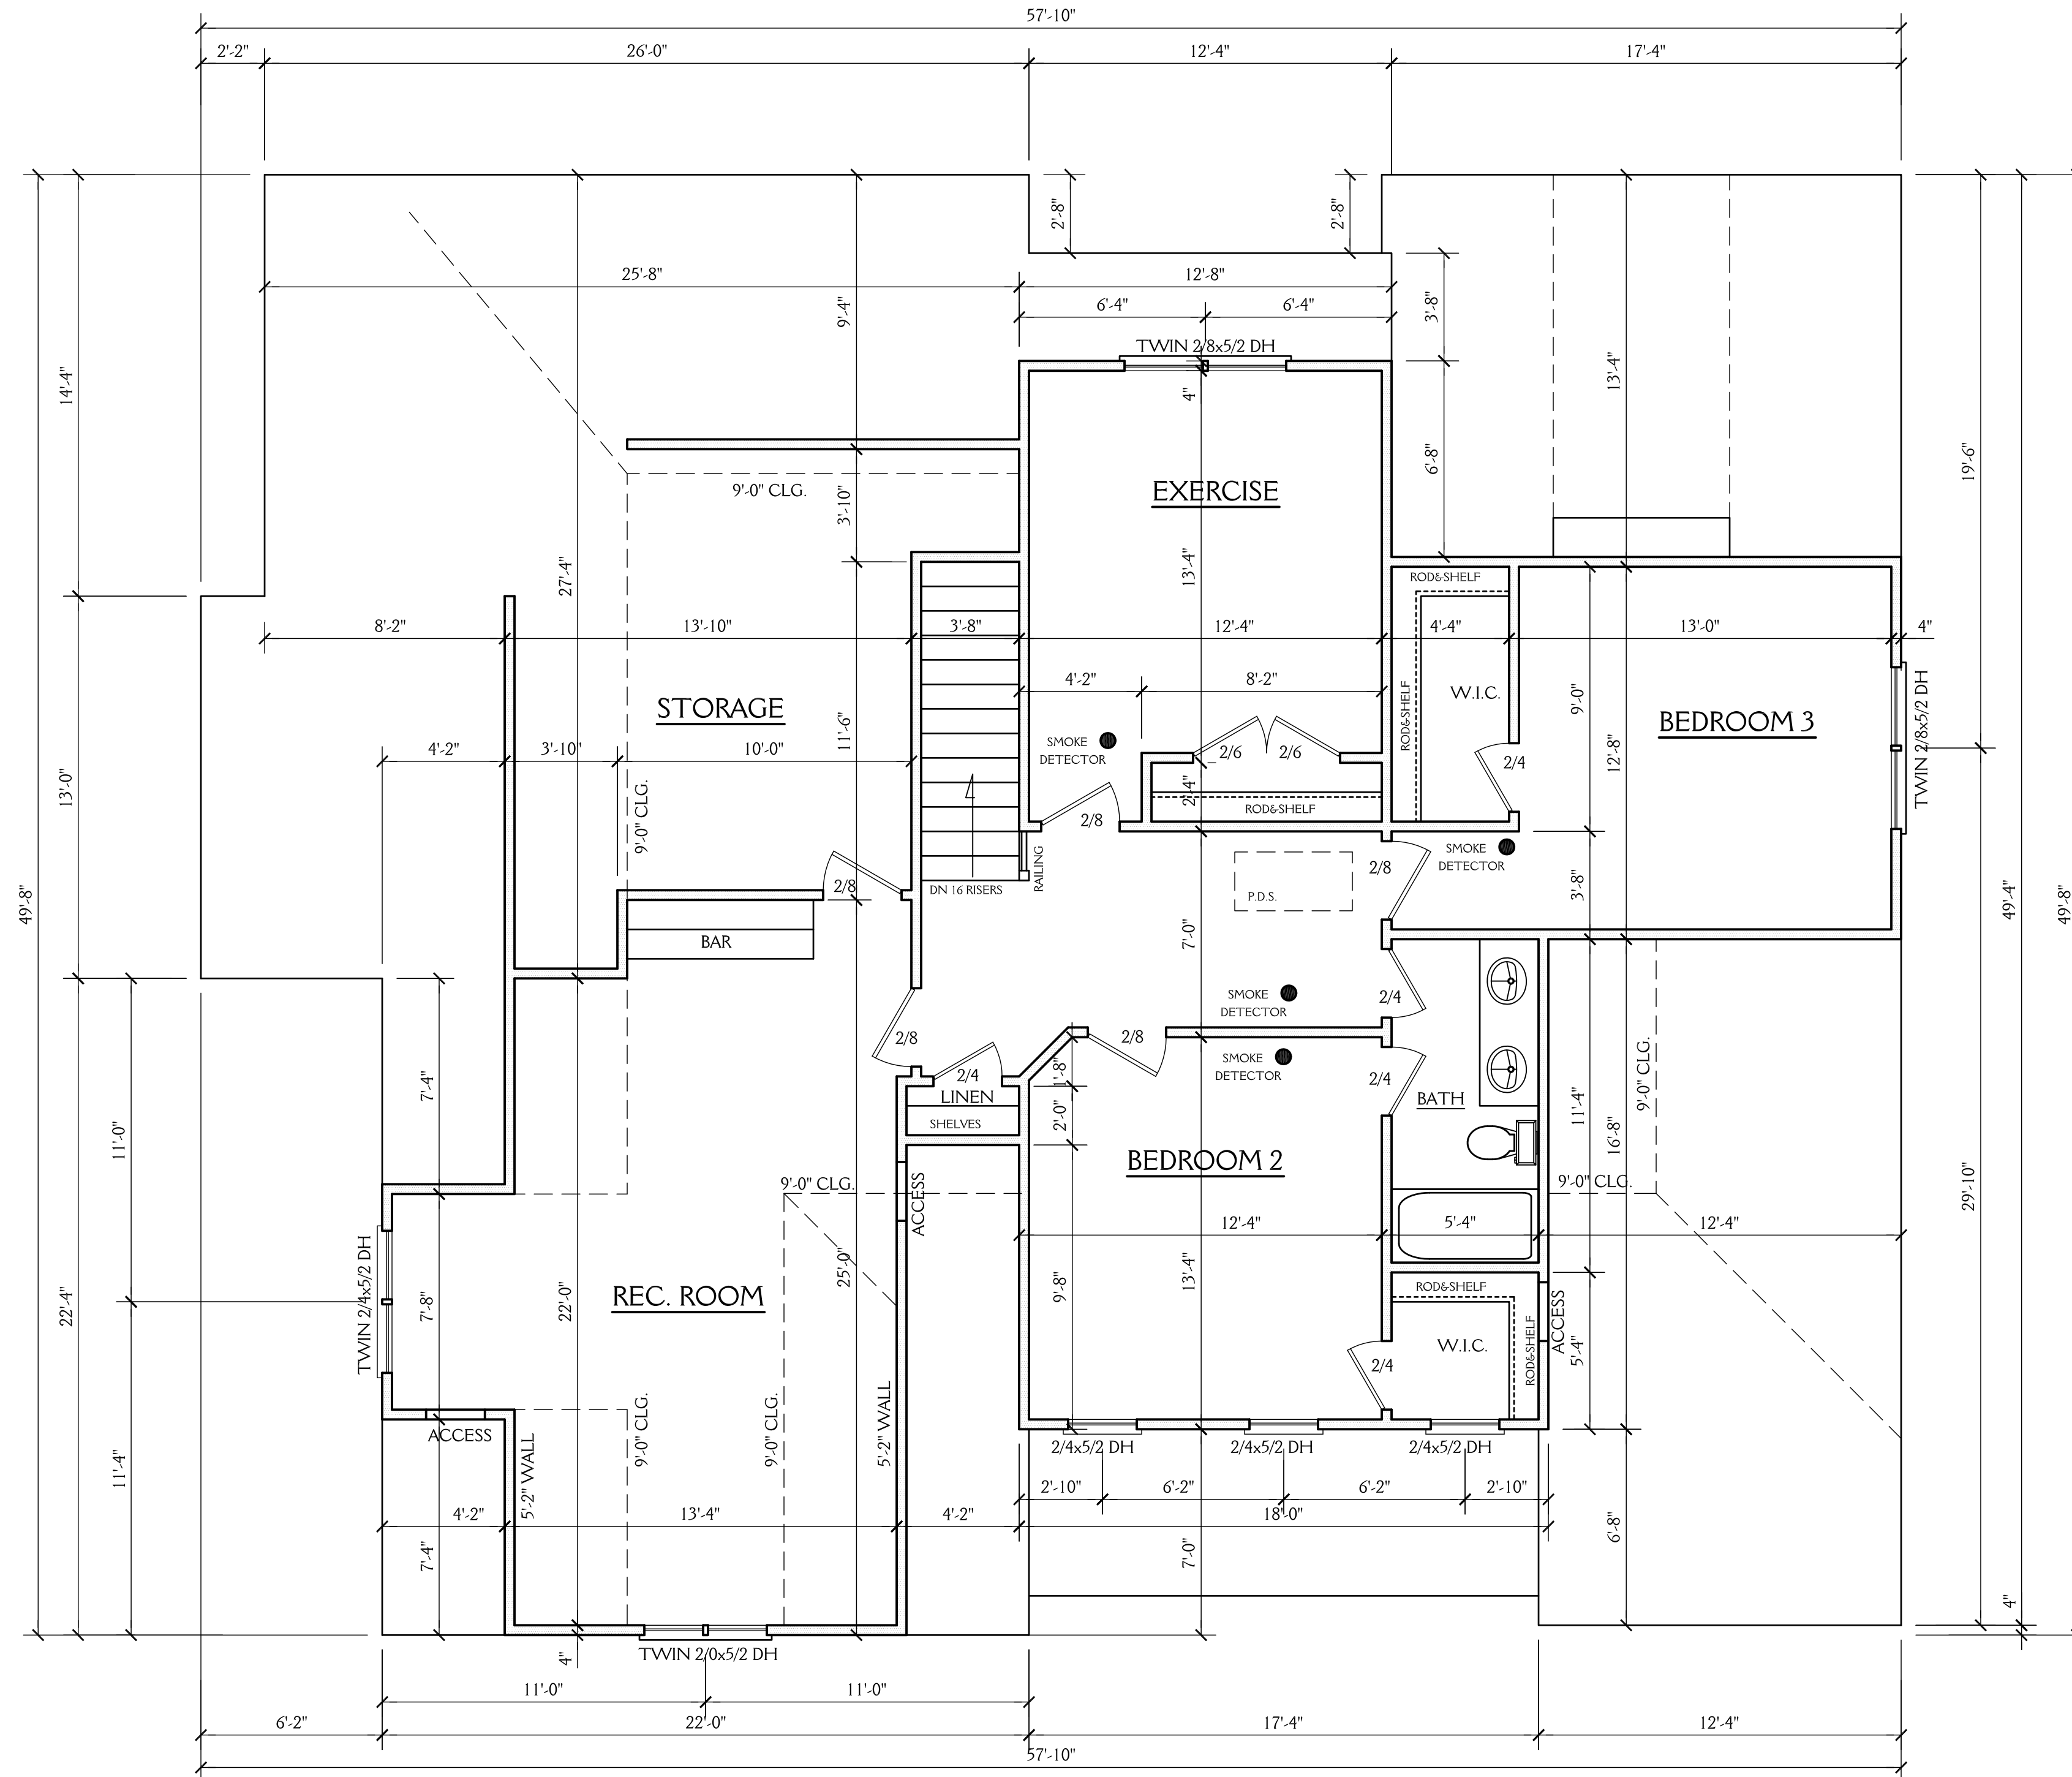 57'-10"
2'-2" 26'-0" 12'-4" 17'-4"
2'-8" 2'-8"
25'-8" 12'-8"
9'-4" 6'-4" 6'-4" 3'-8"
TWIN 2/8x5/2 DH
14'-4" 4" 13'-4"
6'-8" 19'-6"
9'-0" CLG. 3'-10" EXERCISE
27'-4" 13'-4" ROD&SHELF
8'-2" 13'-10" 3'-8" 12'-4" 4'-4" 13'-0" 4"
4'-2" 8'-2" W.I.C. 9'-0"
STORAGE 11'-6" ROD&SHELF BEDROOM 3
TWIN 2/8x5/2 DH
13'-0" 4'-2" 3'-10' 10'-0"
SMOKE
DETECTOR
2/6 2/6 2/4 12'-8"
9'-0" CLG. 2'-4" ROD&SHELF
2/8
SMOKE
DETECTOR
RAILING 2/8
2/8 DN 16 RISERS P.D.S. 3'-8"
49'-8" 49'-4" 49'-8"
BAR 7'-0"
SMOKE
DETECTOR
2/4
2/8 2/8
SMOKE
DETECTOR
2/4 1'-8" 2/4
7'-4" LINEN BATH 9'-0" CLG.
SHELVES 2'-0" 11'-4" 16'-8"
11'-0" BEDROOM 2
9'-0" CLG. ACCESS 9'-0" CLG. 29'-10"
12'-4" 5'-4" 12'-4"
TWIN 2/4x5/2 DH 7'-8" 22'-0" 25'-0" 9'-8" 13'-4"
REC. ROOM ROD&SHELF
22'-4" ACCESS
W.I.C. ROD&SHELF 5'-4"
2/4
9'-0" CLG. 9'-0" CLG. 5'-2" WALL
ACCESS
2/4x5/2 DH 2/4x5/2 DH 2/4x5/2 DH
11'-4" 5'-2" WALL
2'-10" 6'-2" 6'-2" 2'-10"
4'-2" 13'-4" 4'-2" 18'-0"
7'-4" 7'-0" 6'-8"
4"
TWIN 2/0x5/2 DH
4"
11'-0" 11'-0"
6'-2" 22'-0" 17'-4" 12'-4"
57'-10"